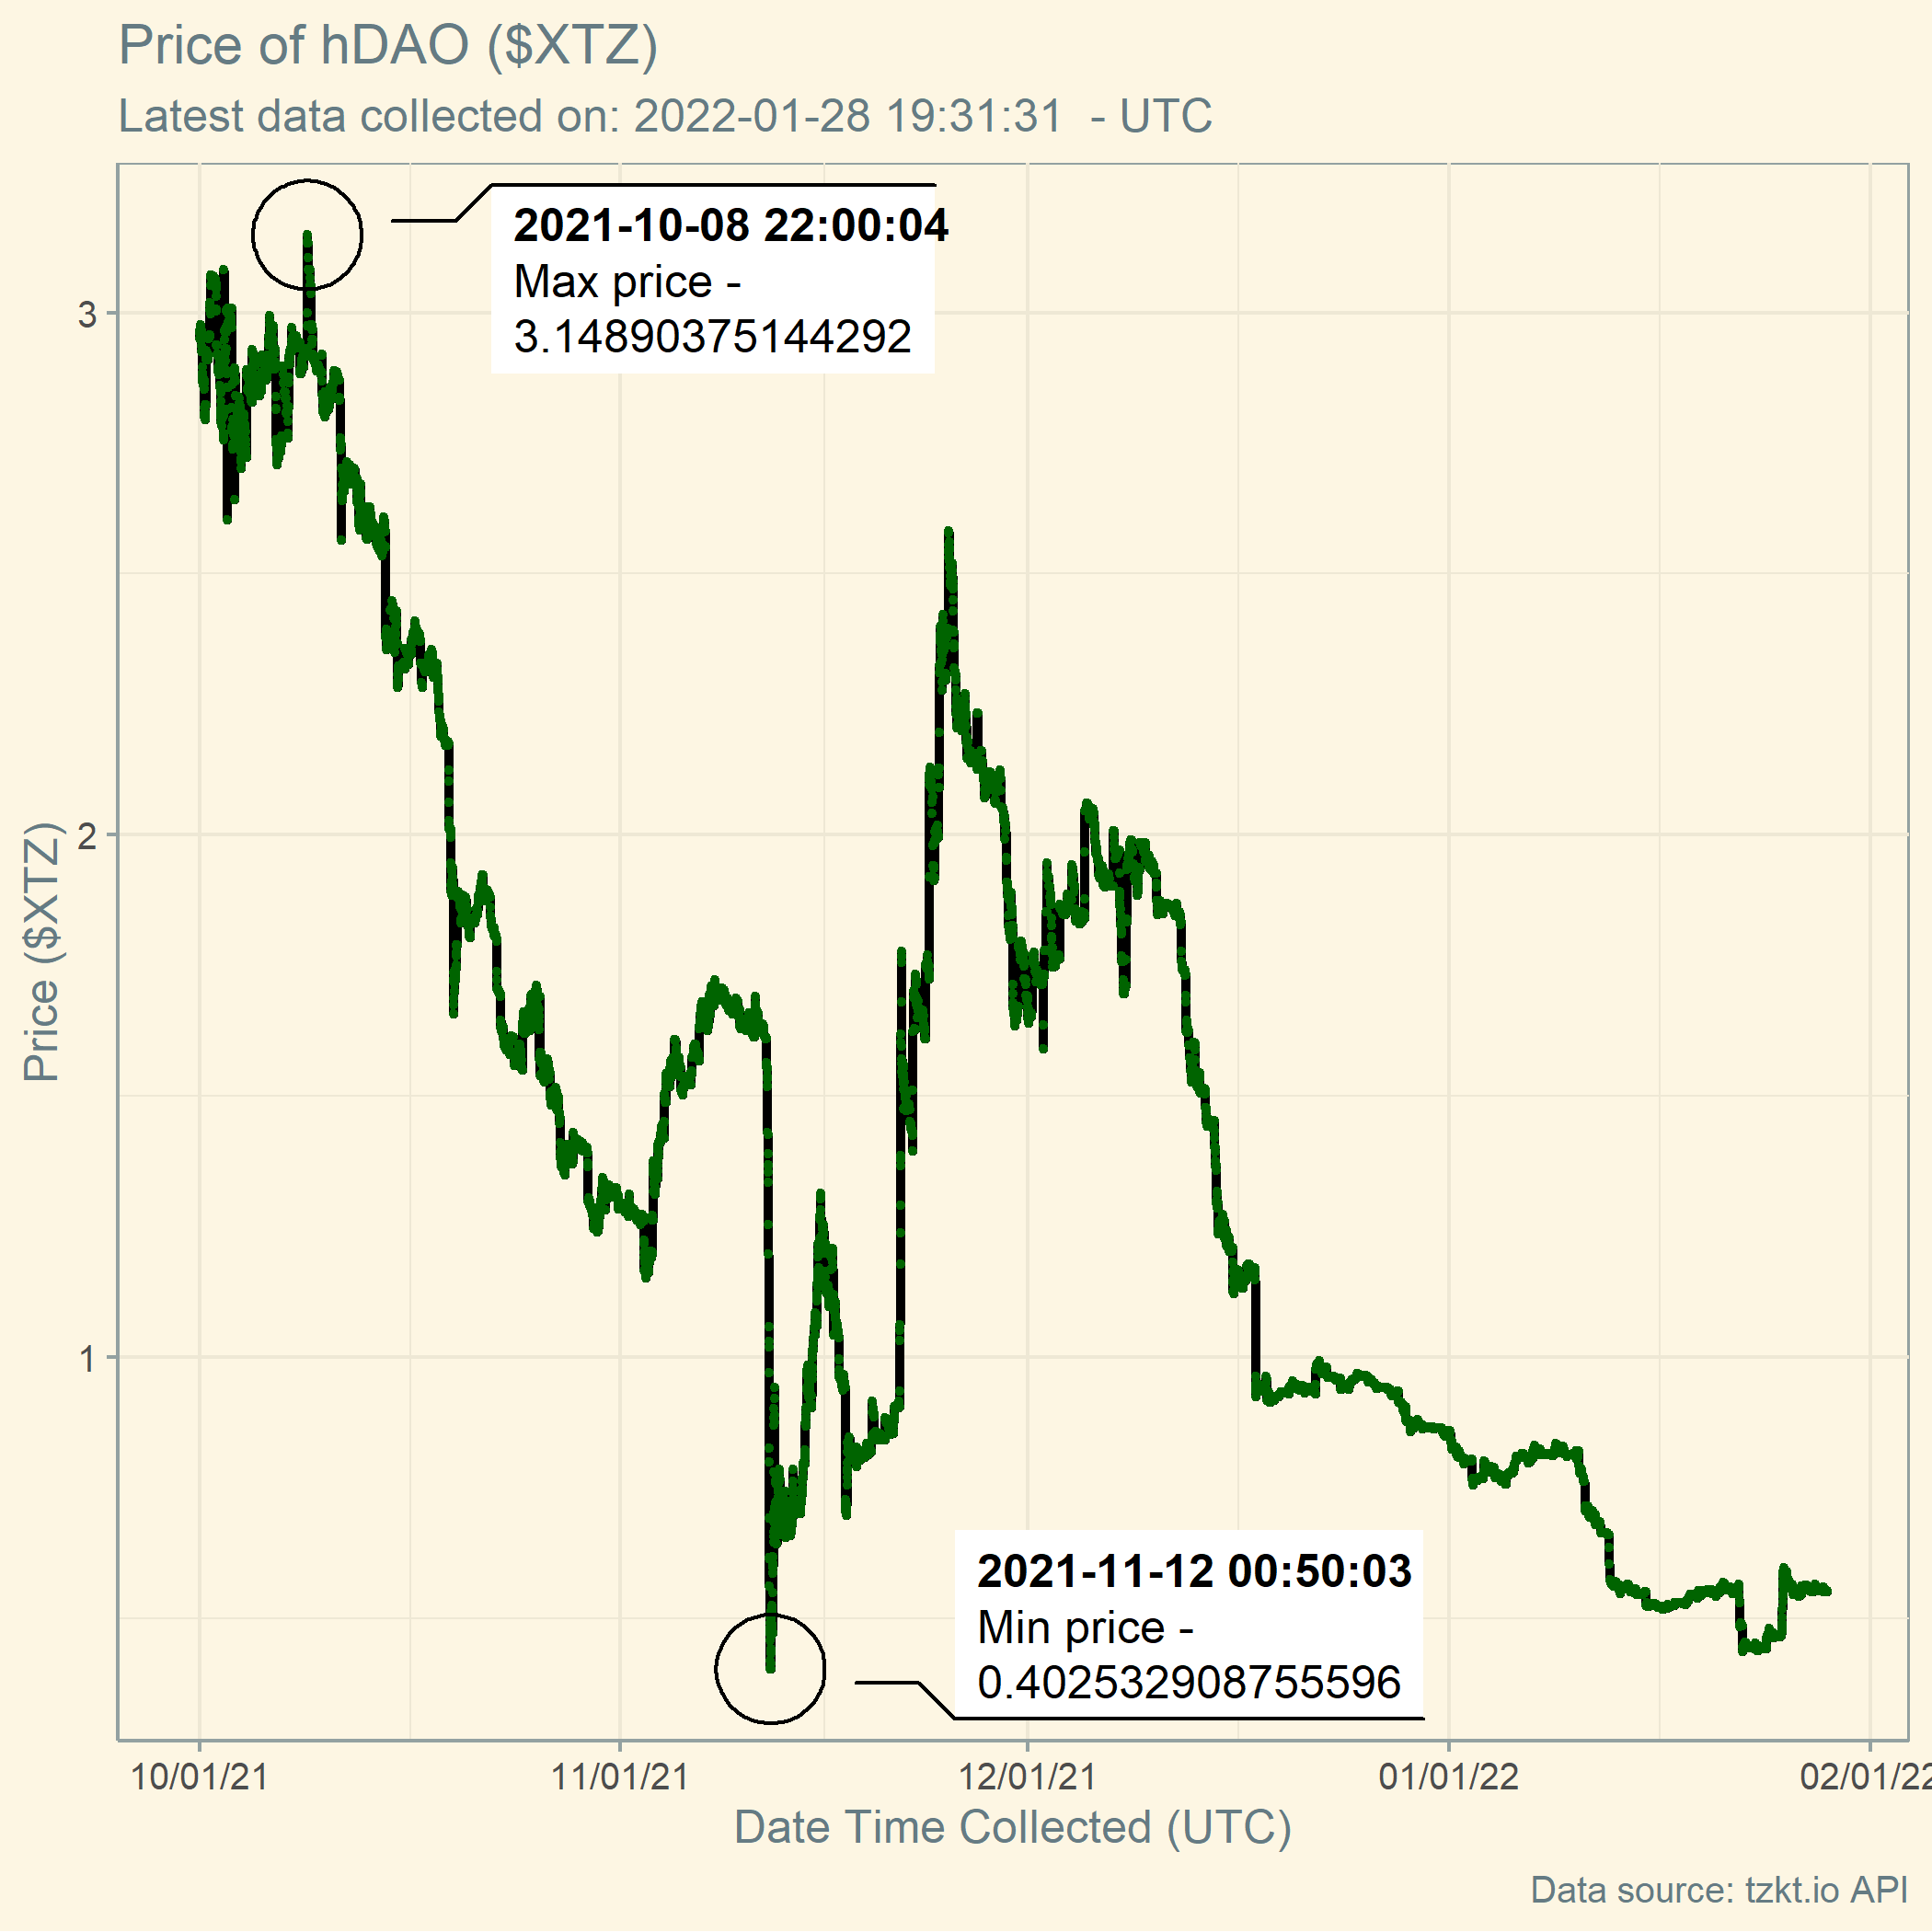 Price of hDAO ($XTZ)
Latest data collected on: 2022-01-28 19:31:31  - UTC
2021-10-08 22:00:04
Max price -
3.14890375144292
3
2
1
Price ($XTZ)
2021-11-12 00:50:03
Min price -
0.402532908755596
10/01/21
11/01/21
12/01/21
01/01/22
02/01/22
Date Time Collected (UTC)
Data source: tzkt.io API